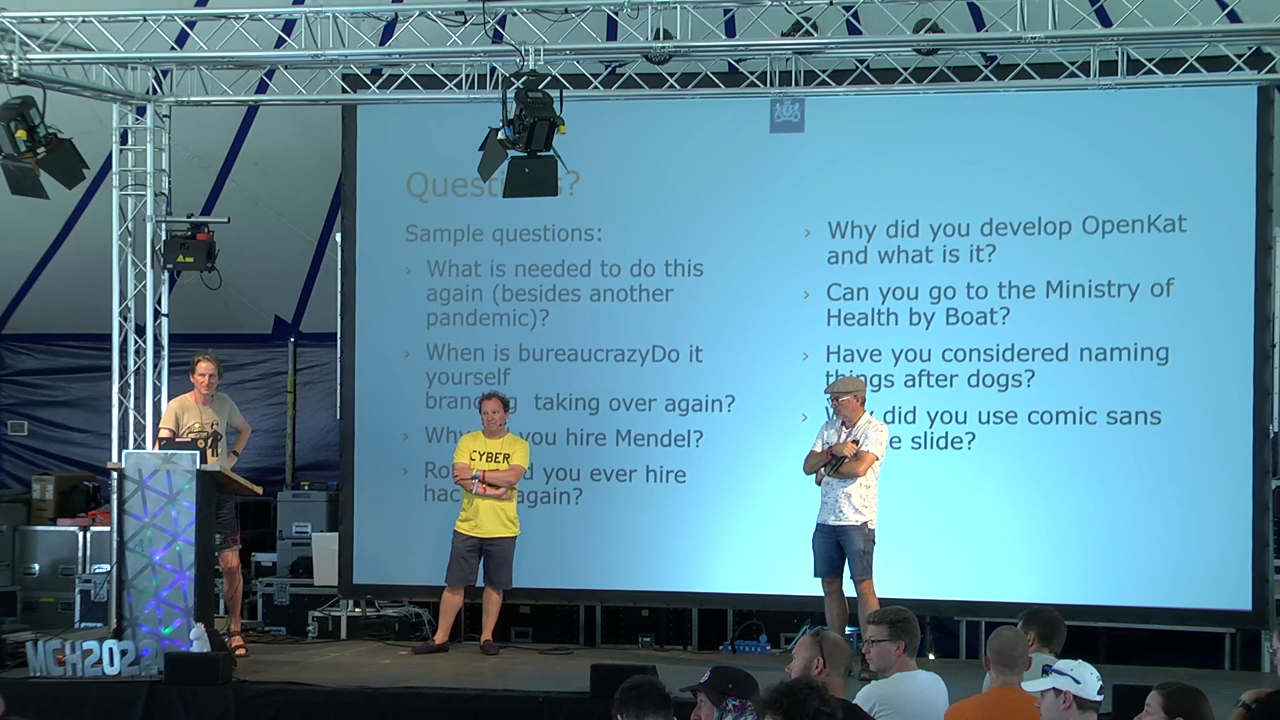 Questions?
Sample questions:
› What is needed to do this
again (besides another
pandemic)?
› When is bureaucrazyDo it
yourself
taking over again?
you hire Mendel?
you ever hire
again?
› Why did you develop OpenKat
and what is it?
› Can you go to the Ministry of
Health by Boat?
› Have you considered naming
things after dogs?
did you use comic sans
slide?
CYBER
MCH202